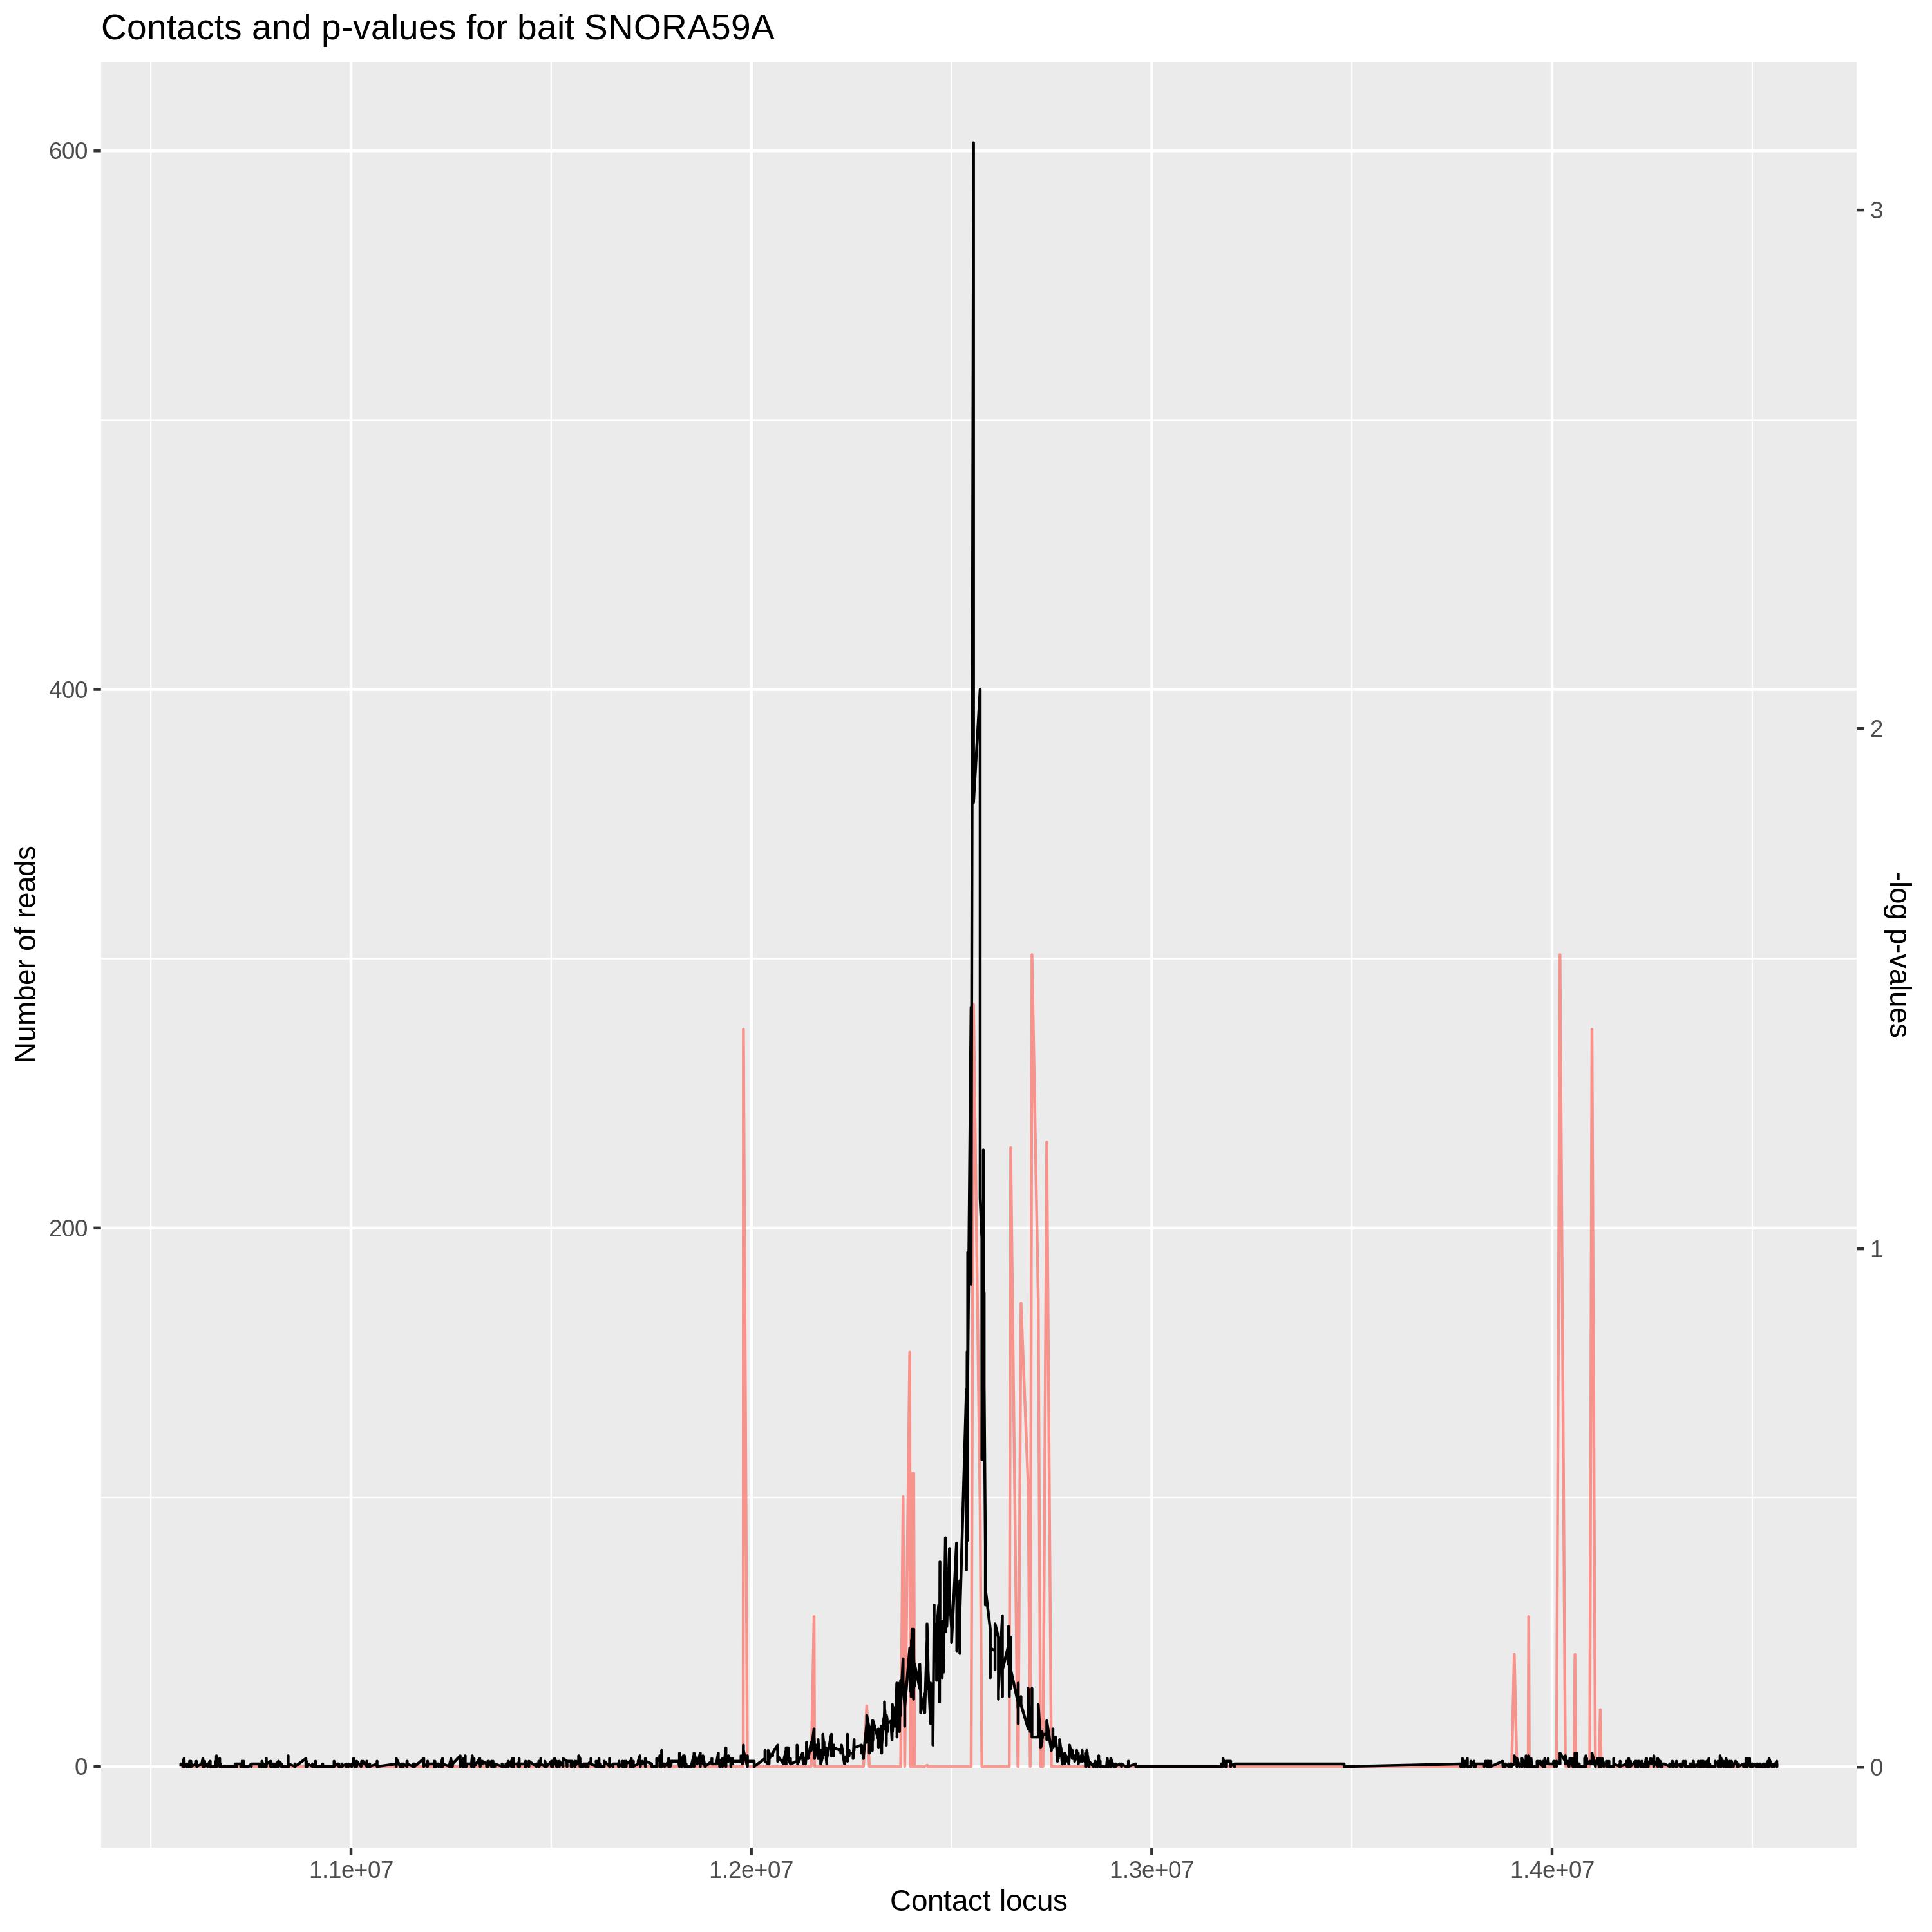 Contacts and p-values for bait SNORA59A
600
400
200
0
Number of reads
3
2
1
0
-log p-values
1.1e+07
1.2e+07
1.3e+07
1.4e+07
Contact locus